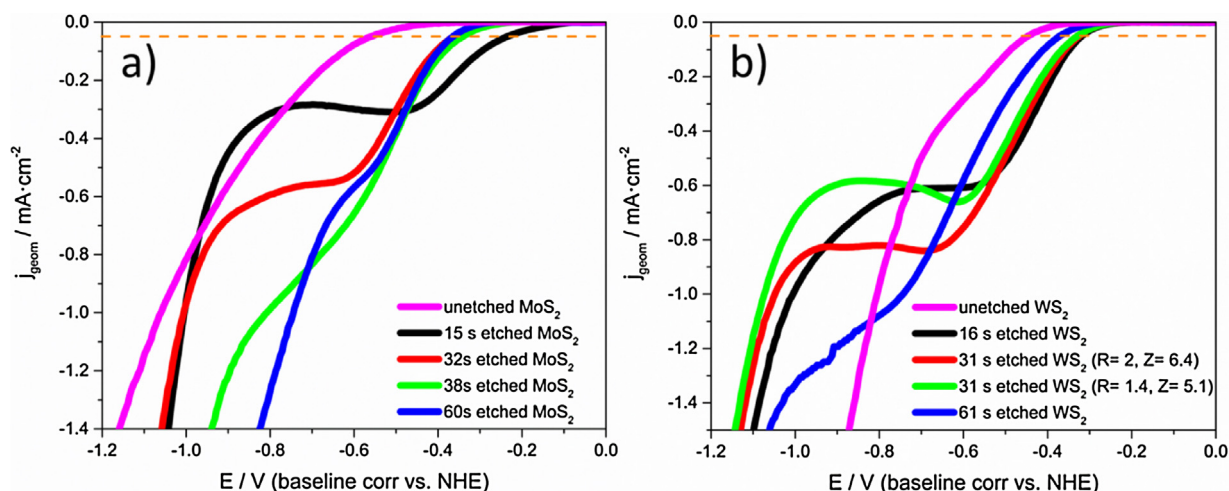 a)
0.0
-0.2
-0.4
-0.6
-0.8
-1.0
-1.2
-1.4
j_geom / mA·cm⁻²
unetched MoS₂
15 s etched MoS₂
32s etched MoS₂
38s etched MoS₂
60s etched MoS₂
-1.2 -1.0 -0.8 -0.6 -0.4 -0.2 0.0
E / V (baseline corr vs. NHE)
b)
0.0
-0.2
-0.4
-0.6
-0.8
-1.0
-1.2
-1.4
j_geom / mA·cm⁻²
unetched WS₂
16 s etched WS₂
31 s etched WS₂ (R= 2, Z= 6.4)
31 s etched WS₂ (R= 1.4, Z= 5.1)
61 s etched WS₂
-1.2 -1.0 -0.8 -0.6 -0.4 -0.2 0.0
E / V (baseline corr vs. NHE)